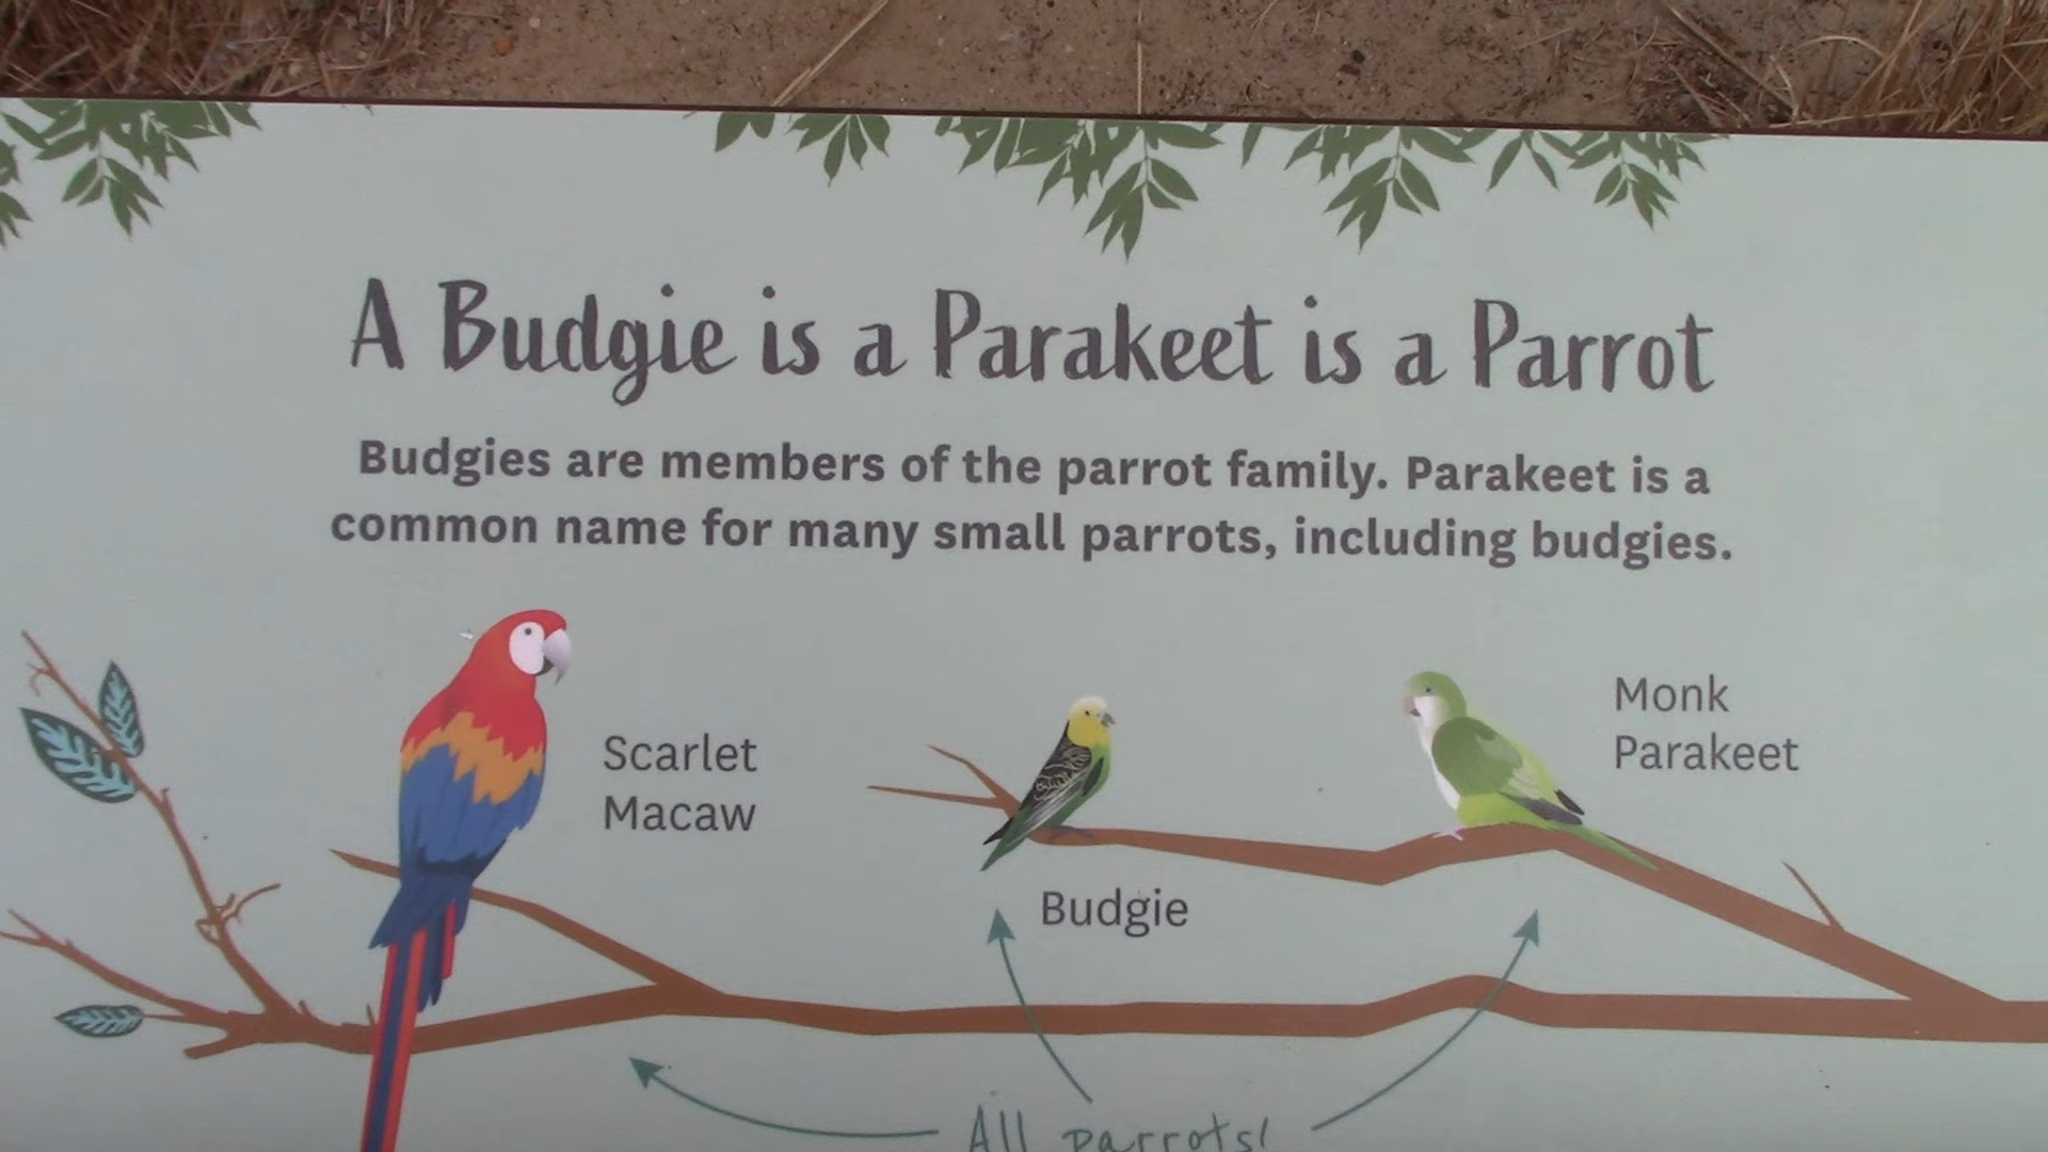 A Budgie is a Parakeet is a Parrot
Budgies are members of the parrot family. Parakeet is a
common name for many small parrots, including budgies.
Scarlet
Macaw
Budgie
Monk
Parakeet
All parrots!